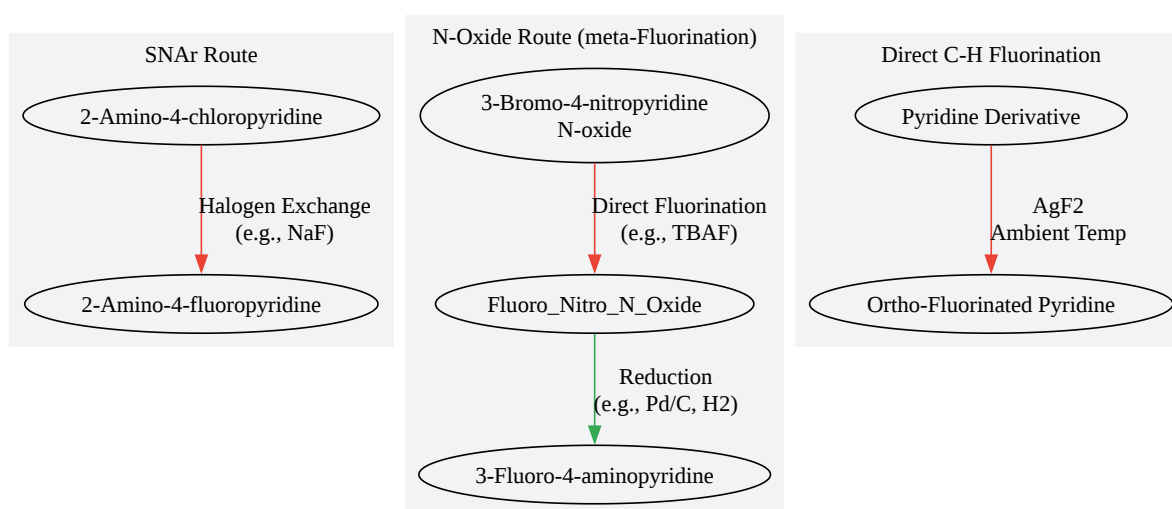 SNAr Route
2-Amino-4-chloropyridine
Halogen Exchange
(e.g., NaF)
2-Amino-4-fluoropyridine
N-Oxide Route (meta-Fluorination)
3-Bromo-4-nitropyridine
N-oxide
Direct Fluorination
(e.g., TBAF)
Fluoro_Nitro_N_Oxide
Reduction
(e.g., Pd/C, H2)
3-Fluoro-4-aminopyridine
Direct C-H Fluorination
Pyridine Derivative
AgF2
Ambient Temp
Ortho-Fluorinated Pyridine